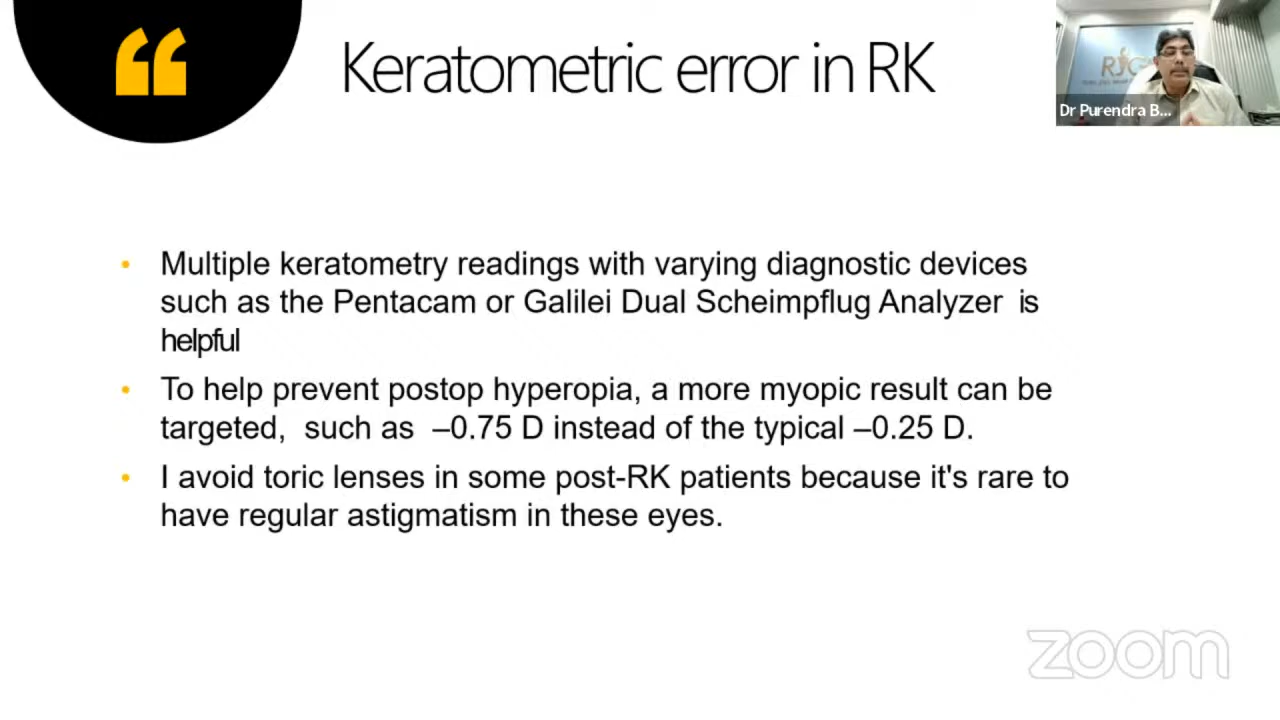 Keratometric error in RK
RJC
Dr Purendra B...
• Multiple keratometry readings with varying diagnostic devices
such as the Pentacam or Galilei Dual Scheimpflug Analyzer is
helpful
• To help prevent postop hyperopia, a more myopic result can be
targeted, such as –0.75 D instead of the typical –0.25 D.
• I avoid toric lenses in some post-RK patients because it's rare to
have regular astigmatism in these eyes.
zoom